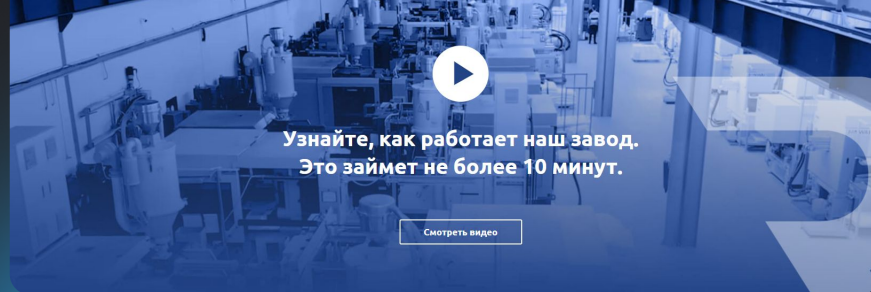 Узнайте, как работает наш завод.
Это займет не более 10 минут.
Смотреть видео